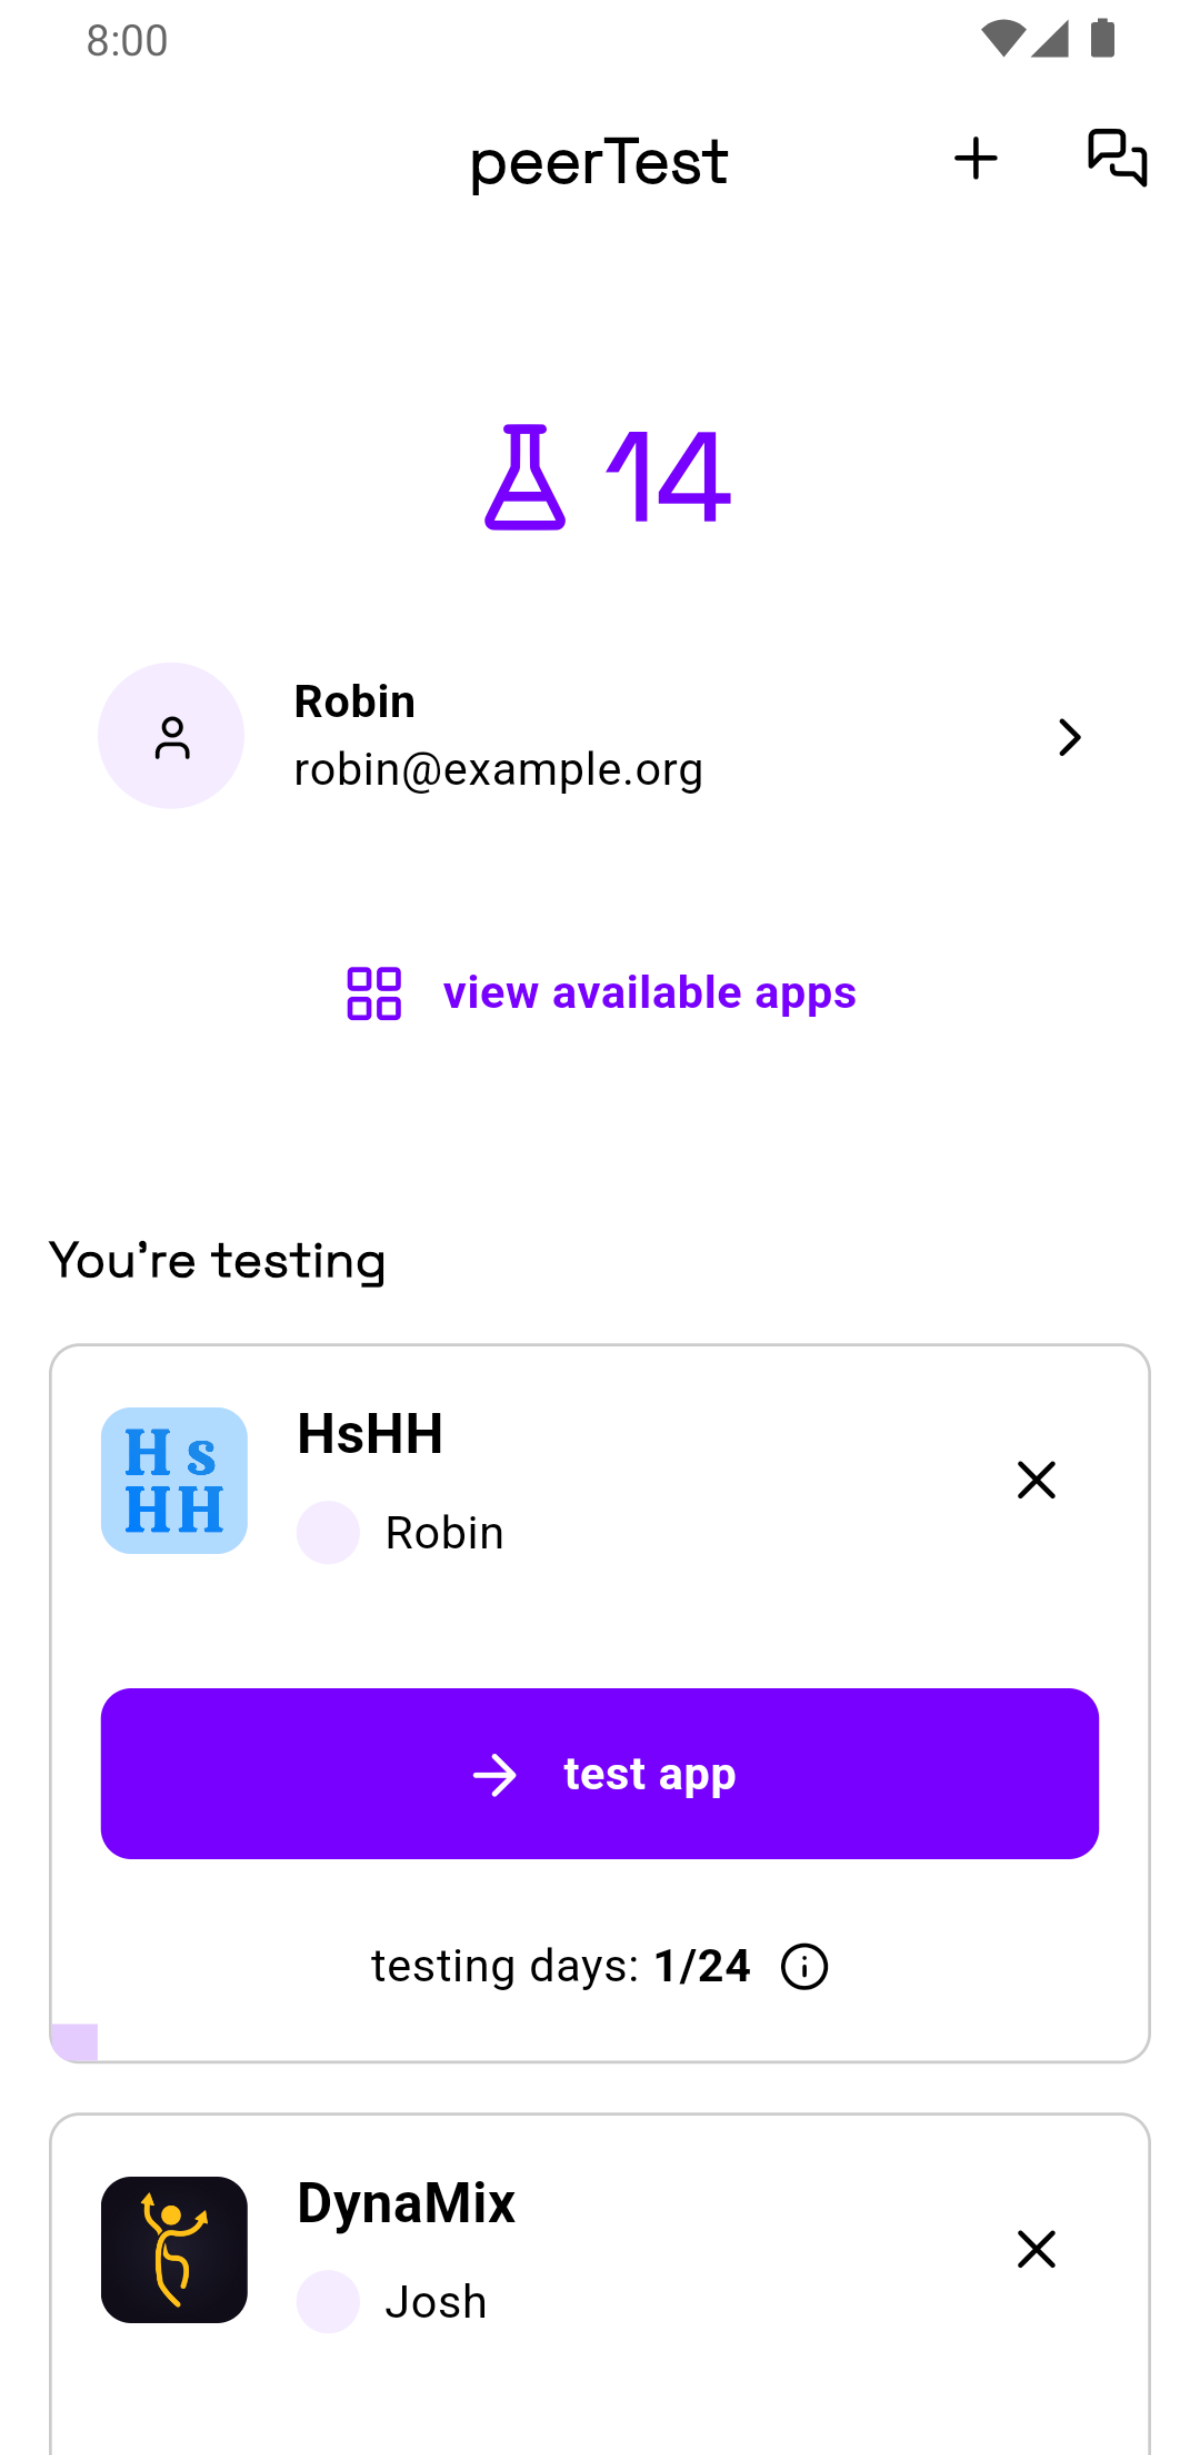 8:00
peerTest
14
Robin
robin@example.org
view available apps
You're testing
H s
HH
HsHH
Robin
test app
testing days: 1/24
DynaMix
Josh